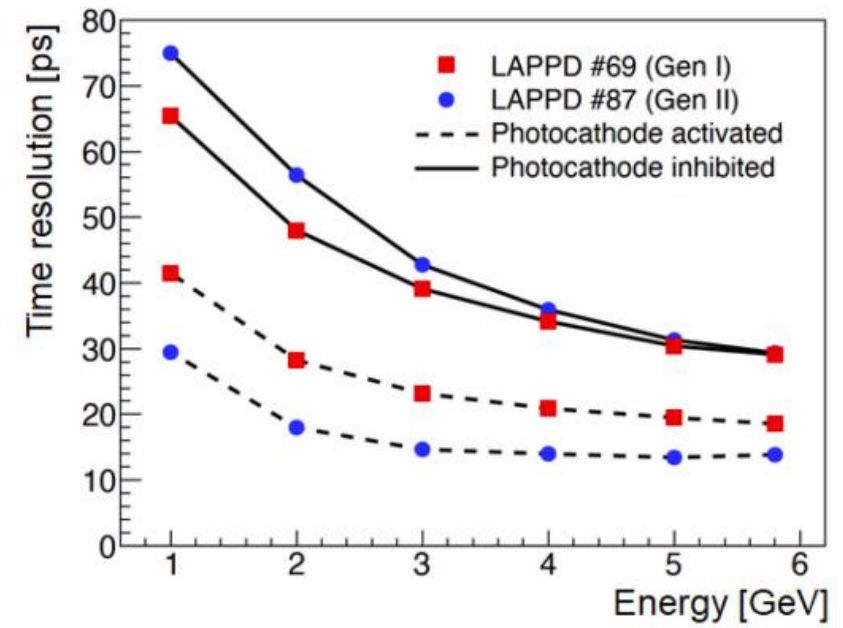 Time resolution [ps]
80
70
60
50
40
30
20
10
0
LAPPD #69 (Gen I)
LAPPD #87 (Gen II)
Photocathode activated
Photocathode inhibited
1 2 3 4 5 6
Energy [GeV]